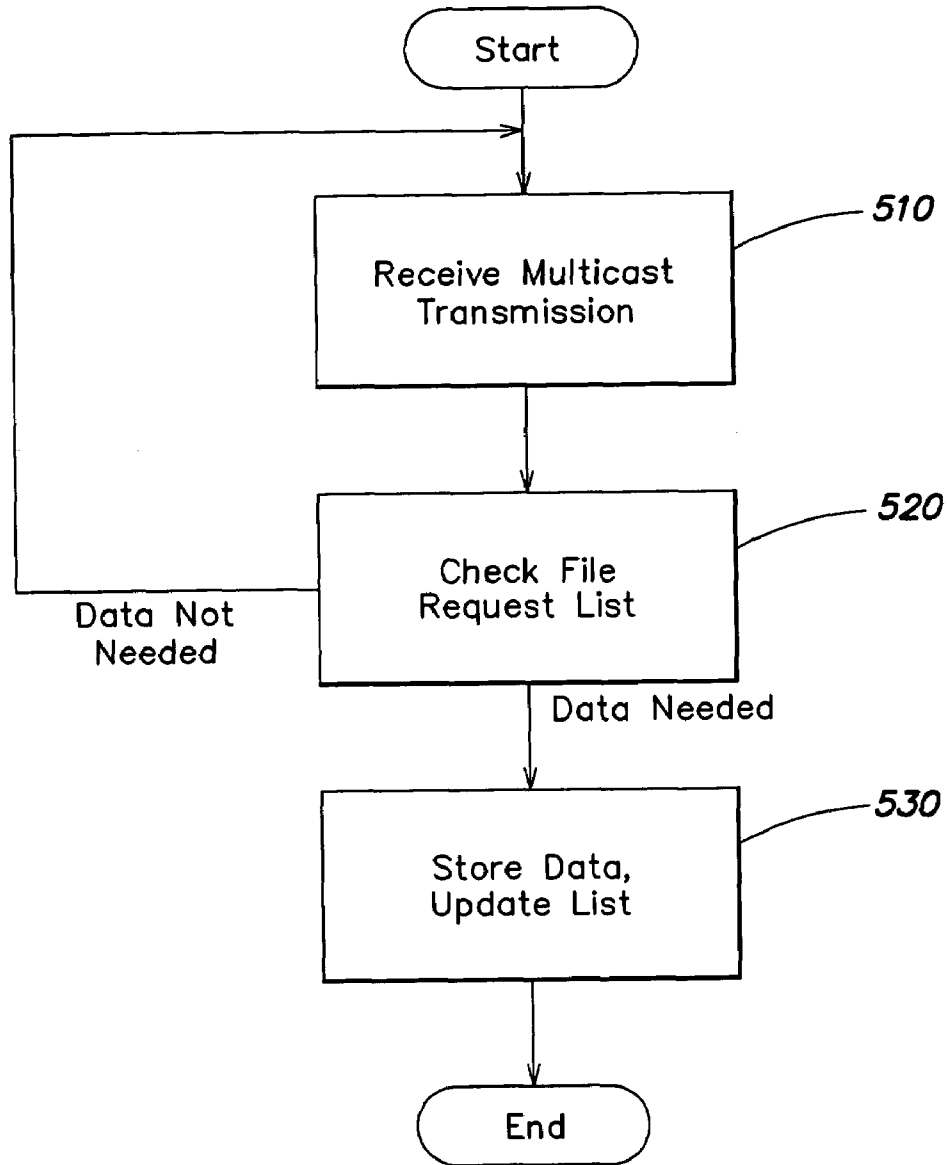 Start
510
Receive Multicast
Transmission
520
Check File
Request List
Data Not
Needed
Data Needed
530
Store Data,
Update List
End